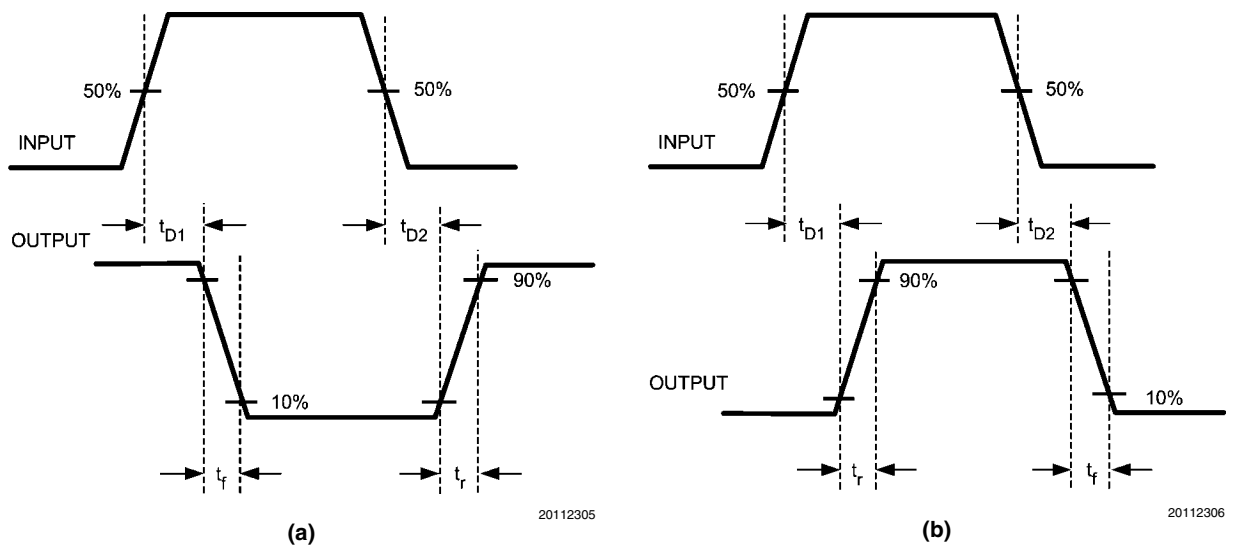 50%
50%
INPUT
tD1
tD2
OUTPUT
90%
10%
tf
tr
20112305
(a)
50%
50%
INPUT
tD1
tD2
90%
OUTPUT
10%
tr
tf
20112306
(b)